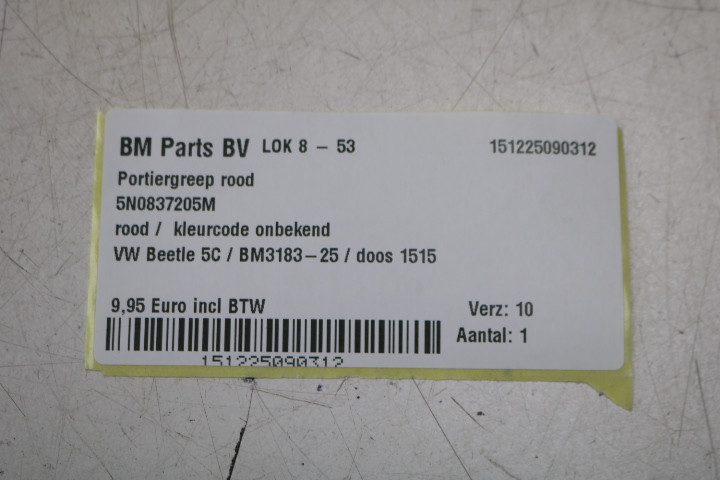 BM Parts BV LOK 8 - 53 151225090312
Portiergreep rood
5N0837205M
rood / kleurcode onbekend
VW Beetle 5C / BM3183-25 / doos 1515
9,95 Euro incl BTW Verz: 10
Aantal: 1
151225090312